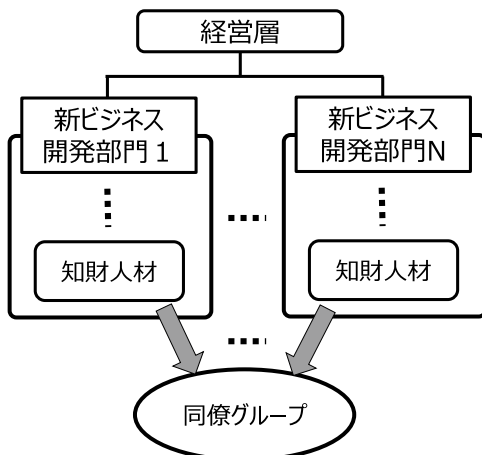 経営層
新ビジネス
開発部門1
新ビジネス
開発部門N
知財人材
知財人材
同僚グループ